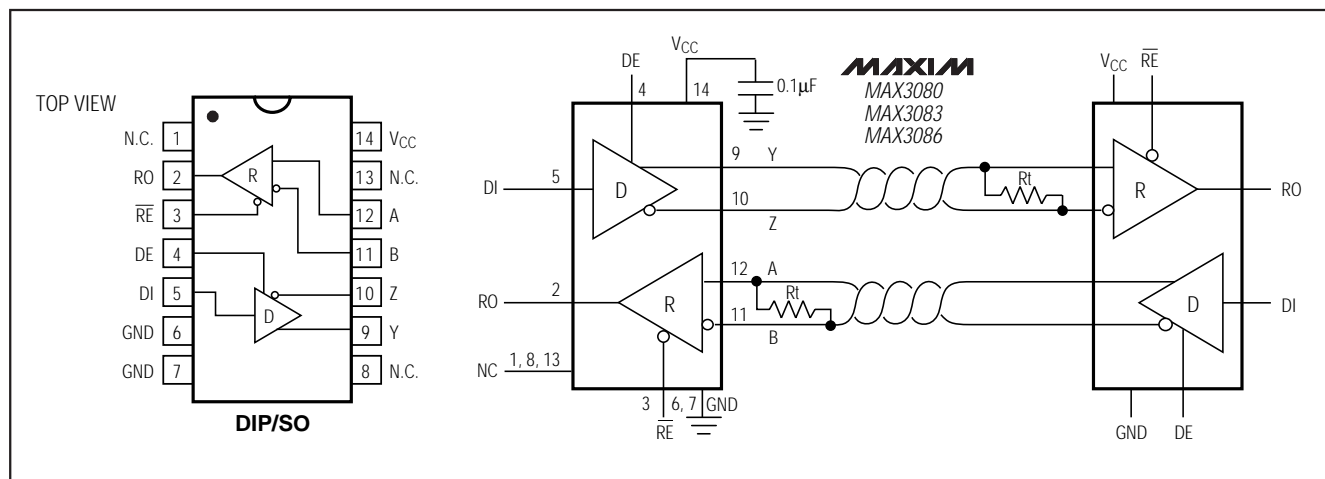 TOP VIEW
N.C. 1
RO 2
RE 3
DE 4
DI 5
GND 6
GND 7
14 VCC
13 N.C.
12 A
11 B
10 Z
9 Y
8 N.C.
R
D
DIP/SO
DE
4
VCC
14
0.1µF
MAXIM
MAX3080
MAX3083
MAX3086
DI 5
D
9 Y
10
Z
RO 2
R
12 A
11
B
Rt
NC 1, 8, 13
3
RE
6, 7 GND
Rt
VCC RE
R
RO
D
DI
GND DE